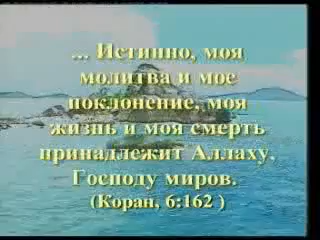 ... Истинно, моя
молитва и мое
поклонение, моя
жизнь и моя смерть
принадлежит Аллаху,
Господу миров.
(Коран, 6:162 )